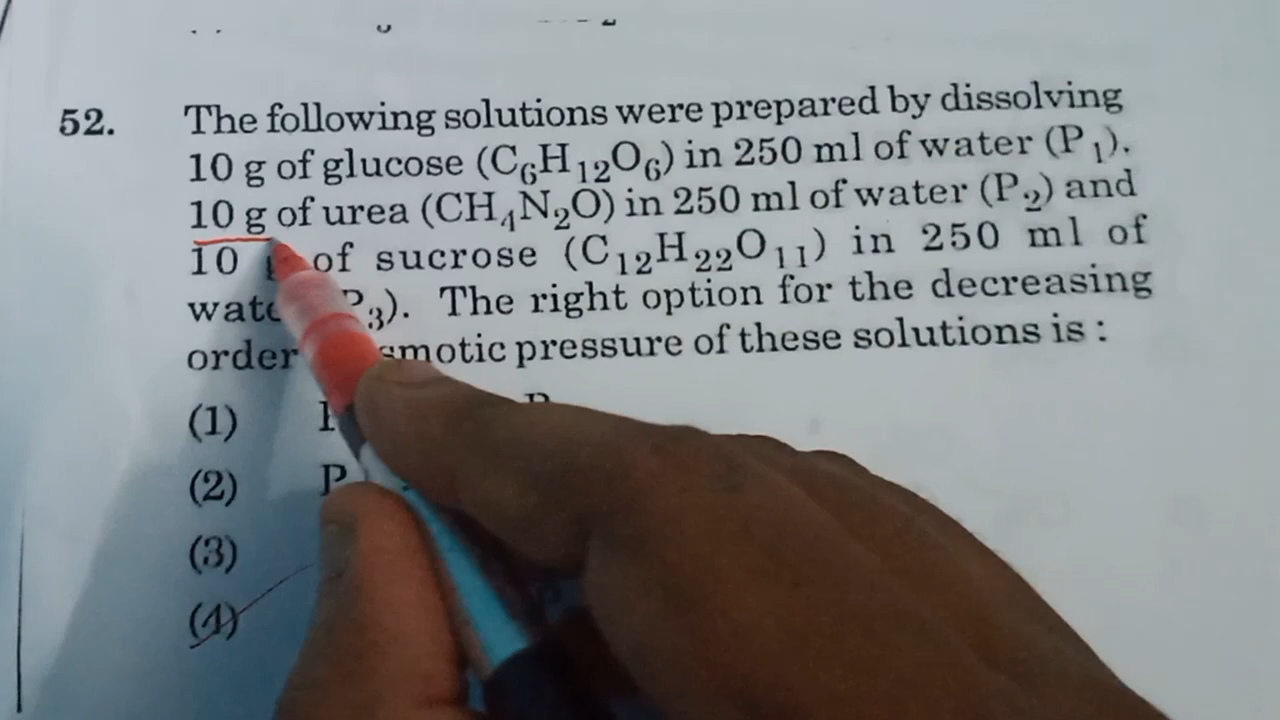 52. The following solutions were prepared by dissolving
10 g of glucose (C₆H₁₂O₆) in 250 ml of water (P₁),
10 g of urea (CH₄N₂O) in 250 ml of water (P₂) and
10 of sucrose (C₁₂H₂₂O₁₁) in 250 ml of
₃). The right option for the decreasing
order pressure of these solutions is :
(1)
(2) P
(3)
(4)